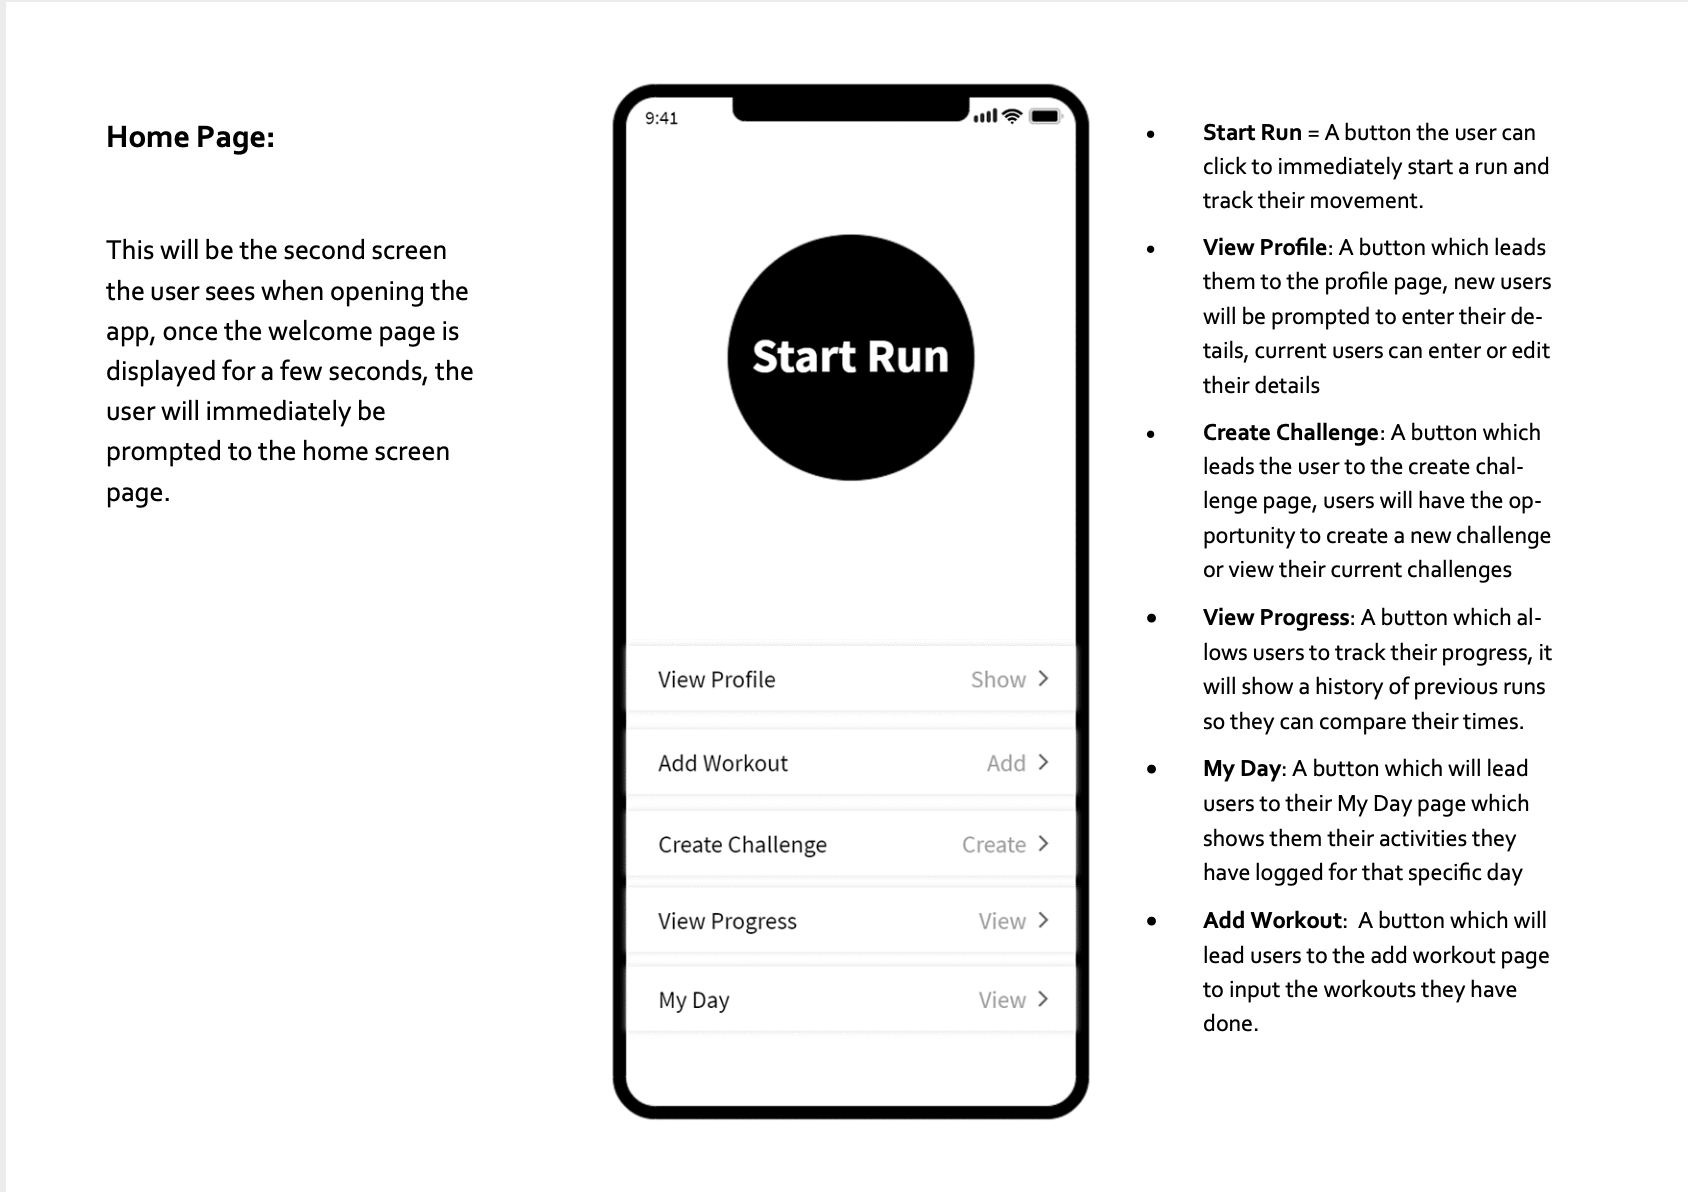 Home Page:
This will be the second screen
the user sees when opening the
app, once the welcome page is
displayed for a few seconds, the
user will immediately be
prompted to the home screen
page.
9:41
Start Run
View Profile Show >
Add Workout Add >
Create Challenge Create >
View Progress View >
My Day View >
• Start Run = A button the user can
click to immediately start a run and
track their movement.
• View Profile: A button which leads
them to the profile page, new users
will be prompted to enter their de-
tails, current users can enter or edit
their details
• Create Challenge: A button which
leads the user to the create chal-
lenge page, users will have the op-
portunity to create a new challenge
or view their current challenges
• View Progress: A button which al-
lows users to track their progress, it
will show a history of previous runs
so they can compare their times.
• My Day: A button which will lead
users to their My Day page which
shows them their activities they
have logged for that specific day
• Add Workout:  A button which will
lead users to the add workout page
to input the workouts they have
done.